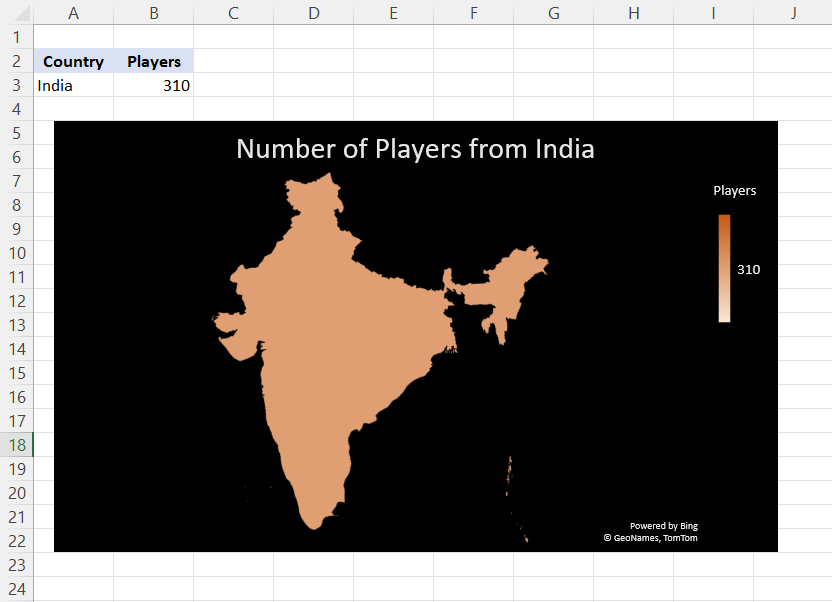 A B C D E F G H I J
1
2 Country Players
3 India 310
4
5
6 Number of Players from India
7 Players
8
9
10
11 310
12
13
14
15
16
17
18
19
20
21
22
Powered by Bing
© GeoNames, TomTom
23
24